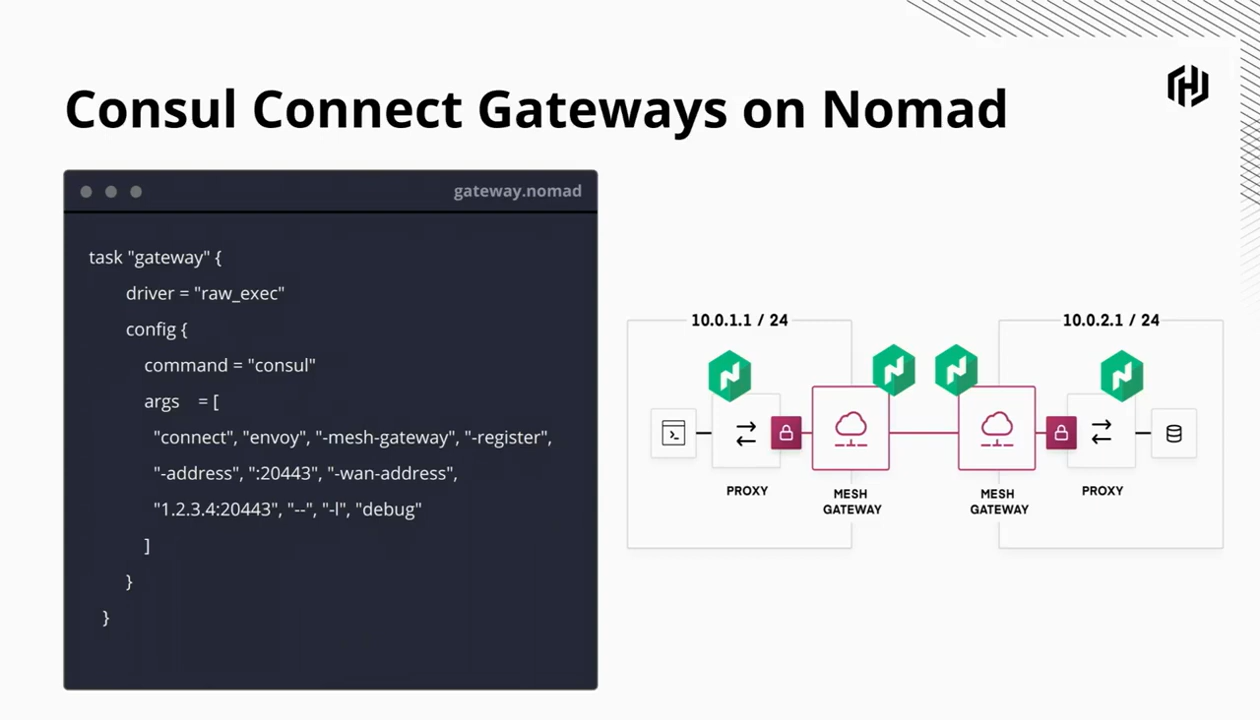 Consul Connect Gateways on Nomad
gateway.nomad
task "gateway" {
driver = "raw_exec"
config {
command = "consul"
args = [
"connect", "envoy", "-mesh-gateway", "-register",
"-address", ":20443", "-wan-address",
"1.2.3.4:20443", "--", "-l", "debug"
]
}
}
10.0.1.1 / 24
10.0.2.1 / 24
PROXY
MESH
GATEWAY
MESH
GATEWAY
PROXY